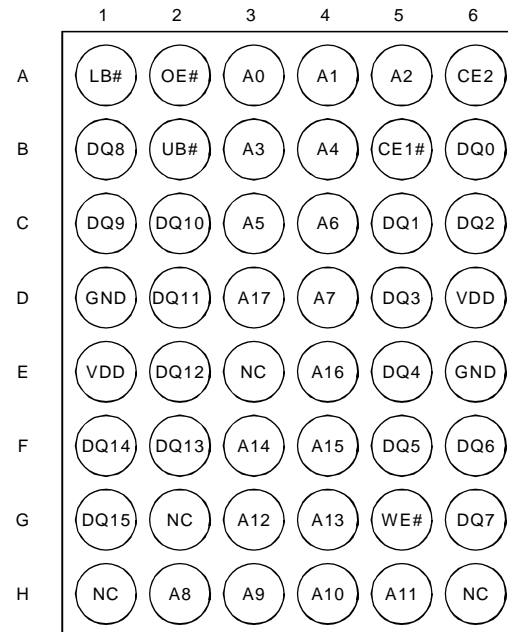 1 2 3 4 5 6
A LB# OE# A0 A1 A2 CE2
B DQ8 UB# A3 A4 CE1# DQ0
C DQ9 DQ10 A5 A6 DQ1 DQ2
D GND DQ11 A17 A7 DQ3 VDD
E VDD DQ12 NC A16 DQ4 GND
F DQ14 DQ13 A14 A15 DQ5 DQ6
G DQ15 NC A12 A13 WE# DQ7
H NC A8 A9 A10 A11 NC